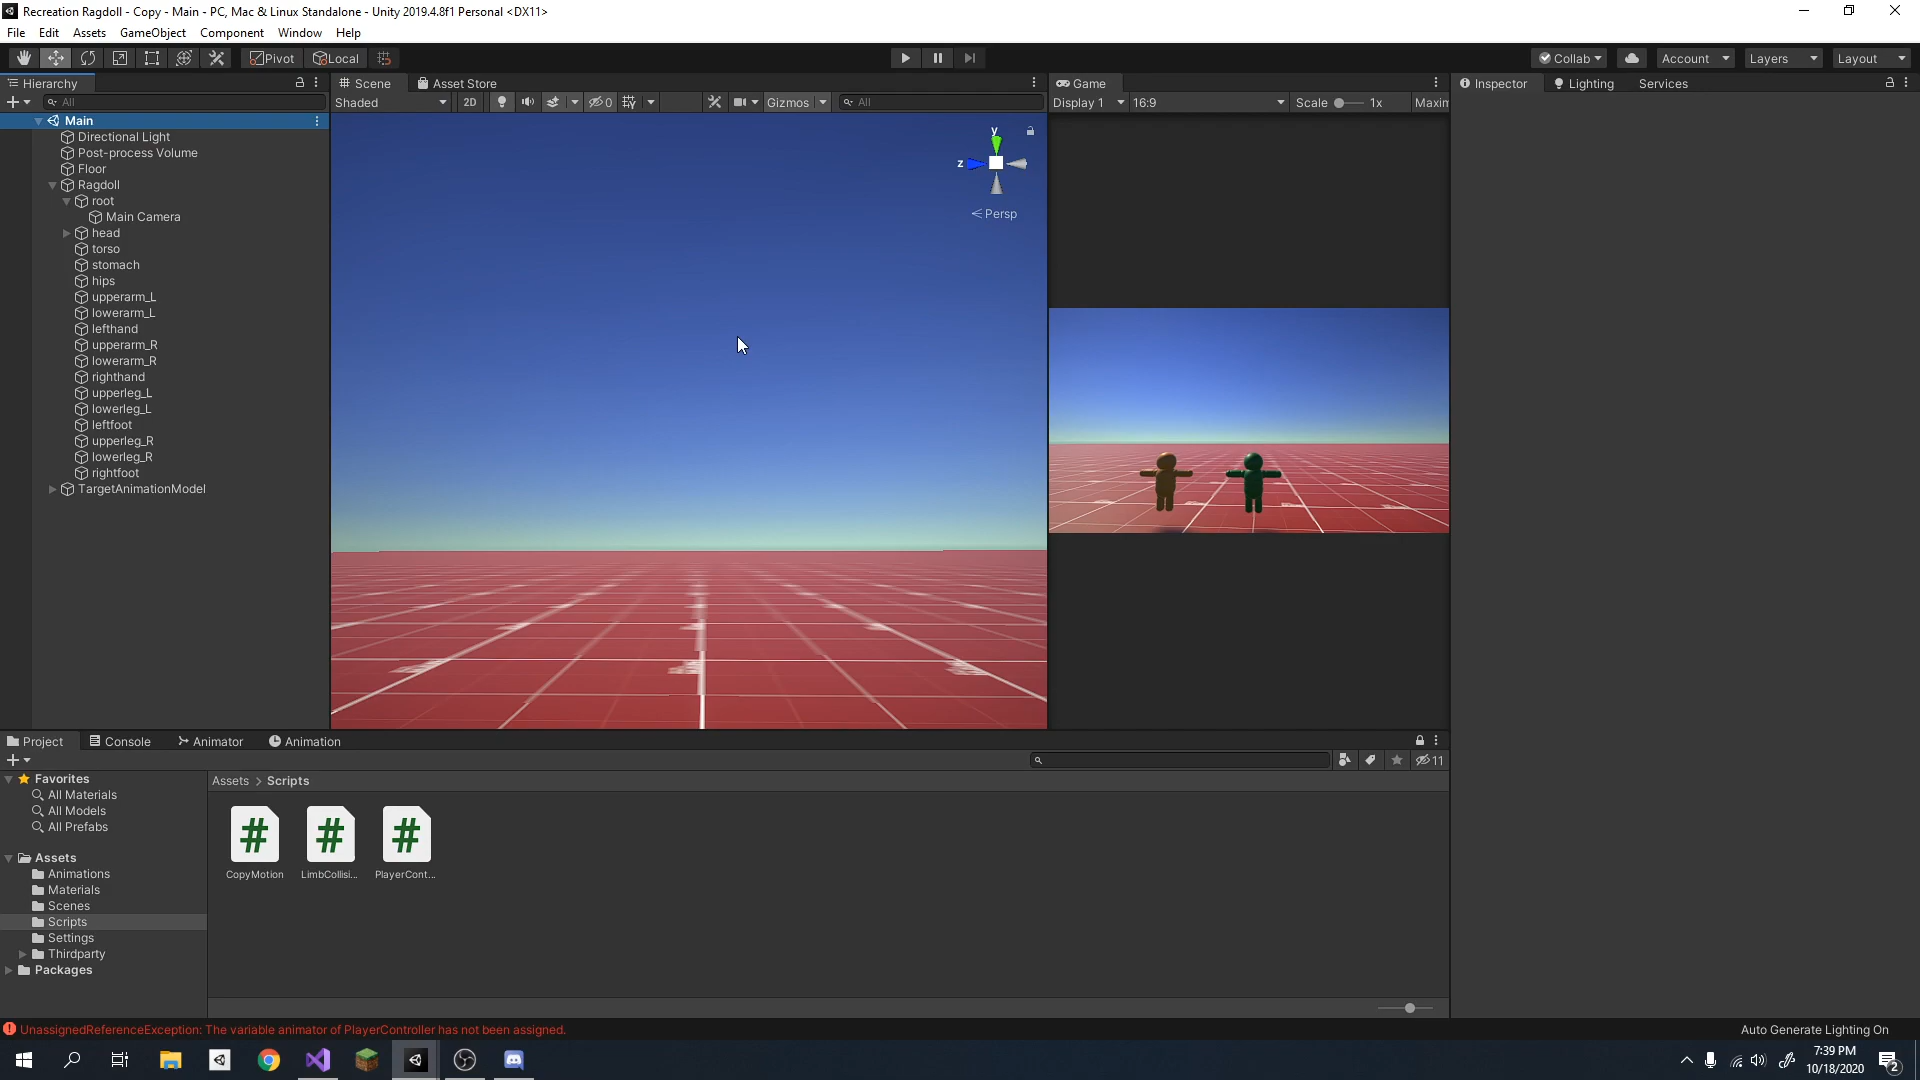 Recreation Ragdoll - Copy - Main - PC, Mac & Linux Standalone - Unity 2019.4.8f1 Personal <DX11>
File Edit Assets GameObject Component Window Help
Pivot Local Collab Account Layers Layout
Hierarchy
All
Main
Directional Light
Post-process Volume
Floor
Ragdoll
root
Main Camera
head
torso
stomach
hips
upperarm_L
lowerarm_L
lefthand
upperarm_R
lowerarm_R
righthand
upperleg_L
lowerleg_L
leftfoot
upperleg_R
lowerleg_R
rightfoot
TargetAnimationModel
Scene Asset Store
Shaded 2D 0 Gizmos All
y
z
Persp
Game
Display 1 16:9 Scale 1x Maxim
Inspector Lighting Services
Project Console Animator Animation
11
Favorites
All Materials
All Models
All Prefabs
Assets
Animations
Materials
Scenes
Scripts
Settings
Thirdparty
Packages
Assets > Scripts
# # #
CopyMotion LimbCollisi... PlayerCont...
UnassignedReferenceException: The variable animator of PlayerController has not been assigned.
Auto Generate Lighting On
7:39 PM
10/18/2020
2